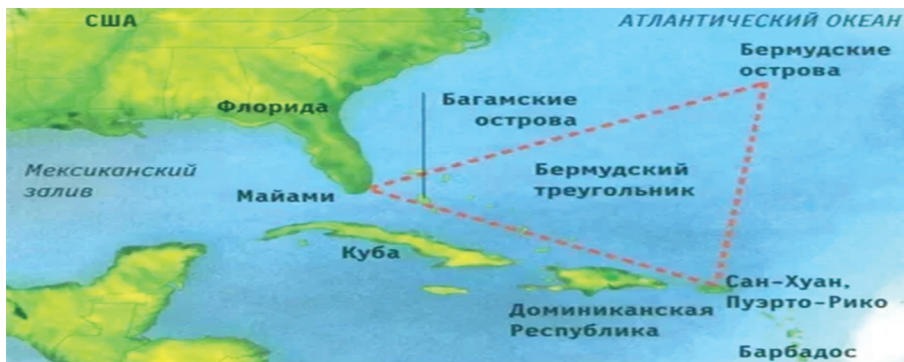 США
АТЛАНТИЧЕСКИЙ ОКЕАН
Бермудские
острова
Флорида
Багамские
острова
Мексиканский
залив
Бермудский
треугольник
Майами
Куба
Сан-Хуан,
Пуэрто-Рико
Доминиканская
Республика
Барбадос